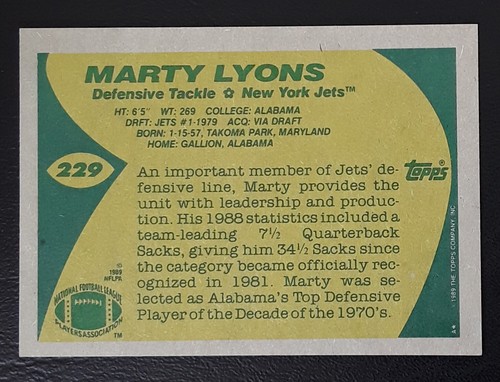 MARTY LYONS
Defensive Tackle ✩ New York Jets™
HT: 6'5" WT: 269 COLLEGE: ALABAMA
DRFT: JETS #1-1979 ACQ: VIA DRAFT
BORN: 1-15-57, TAKOMA PARK, MARYLAND
HOME: GALLION, ALABAMA
229
Topps®
An important member of Jets' de-
fensive line, Marty provides the
unit with leadership and produc-
tion. His 1988 statistics included a
team-leading 7½ Quarterback
Sacks, giving him 34½ Sacks since
the category became officially rec-
ognized in 1981. Marty was se-
lected as Alabama's Top Defensive
Player of the Decade of the 1970's.
©
1989
NFLPA
NATIONAL FOOTBALL LEAGUE
PLAYERS ASSOCIATION
TM
A* ©1989 THE TOPPS COMPANY, INC.